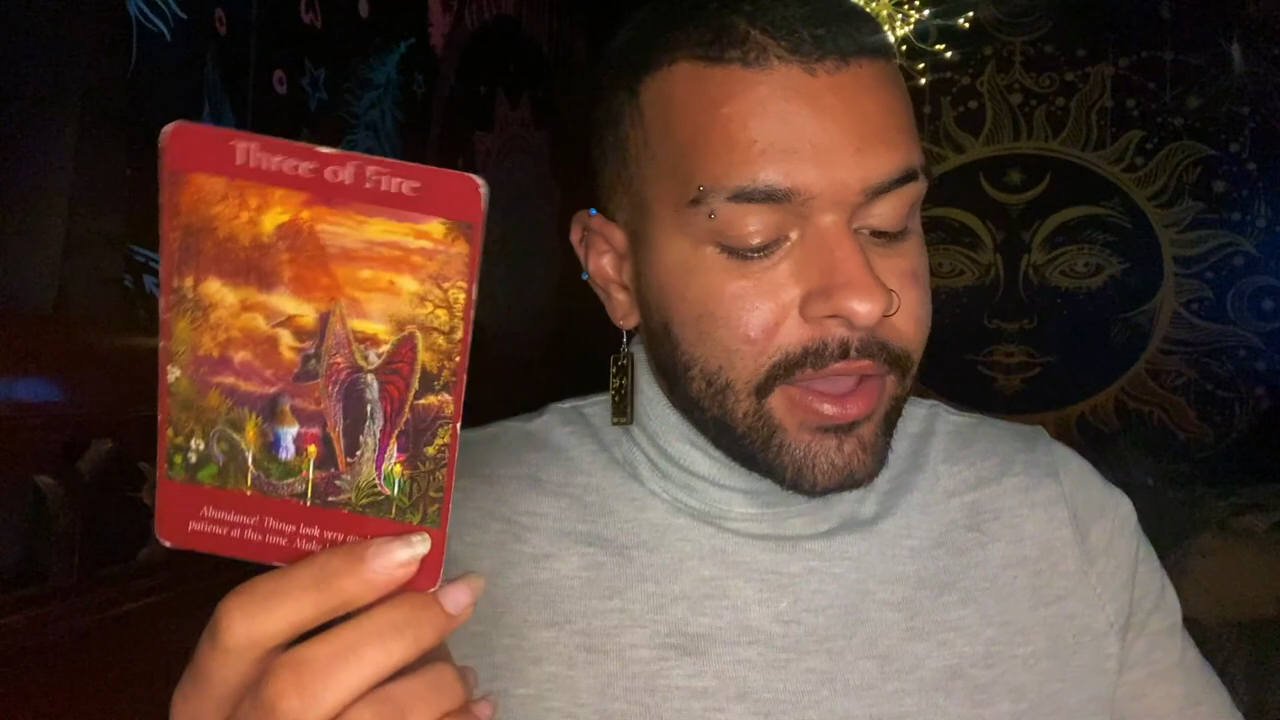 Three of Fire
Abundance! Things look very
patience at this time. Make